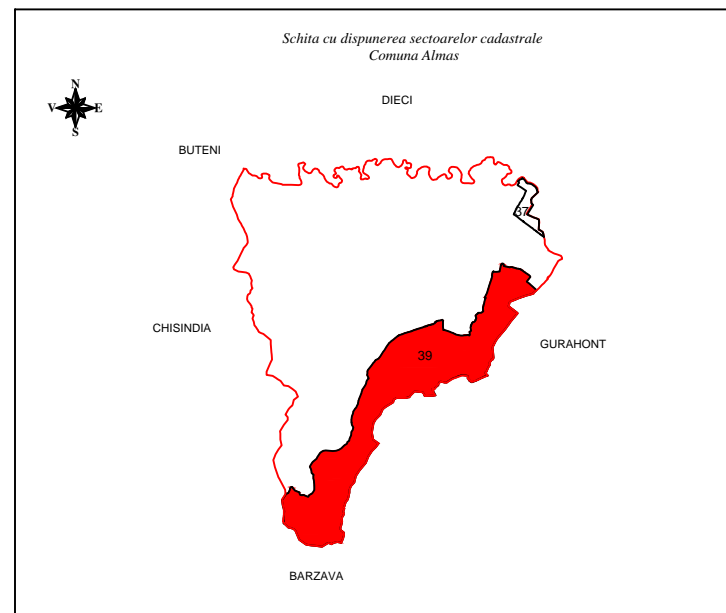 Schita cu dispunerea sectoarelor cadastrale
Comuna Almas
DIECI
N
V E
S
BUTENI
37
CHISINDIA
GURAHONT
39
BARZAVA